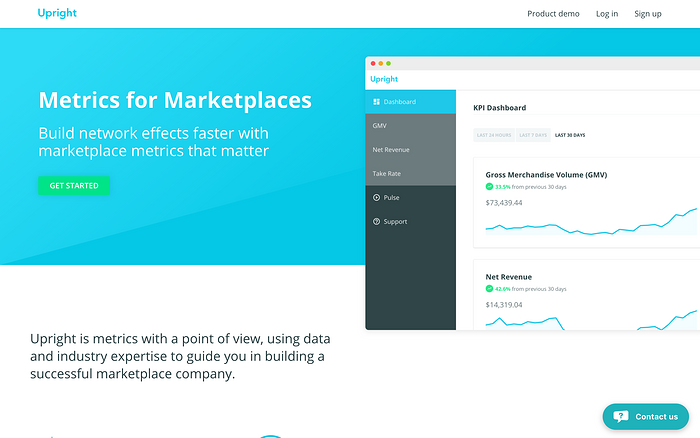 Upright
Product demo
Log in
Sign up
Metrics for Marketplaces
Build network effects faster with
marketplace metrics that matter
GET STARTED
Upright
Dashboard
GMV
Net Revenue
Take Rate
Pulse
Support
KPI Dashboard
LAST 24 HOURS
LAST 7 DAYS
LAST 30 DAYS
Gross Merchandise Volume (GMV)
33.5% from previous 30 days
$73,439.44
Net Revenue
42.6% from previous 30 days
$14,319.04
Upright is metrics with a point of view, using data
and industry expertise to guide you in building a
successful marketplace company.
Contact us